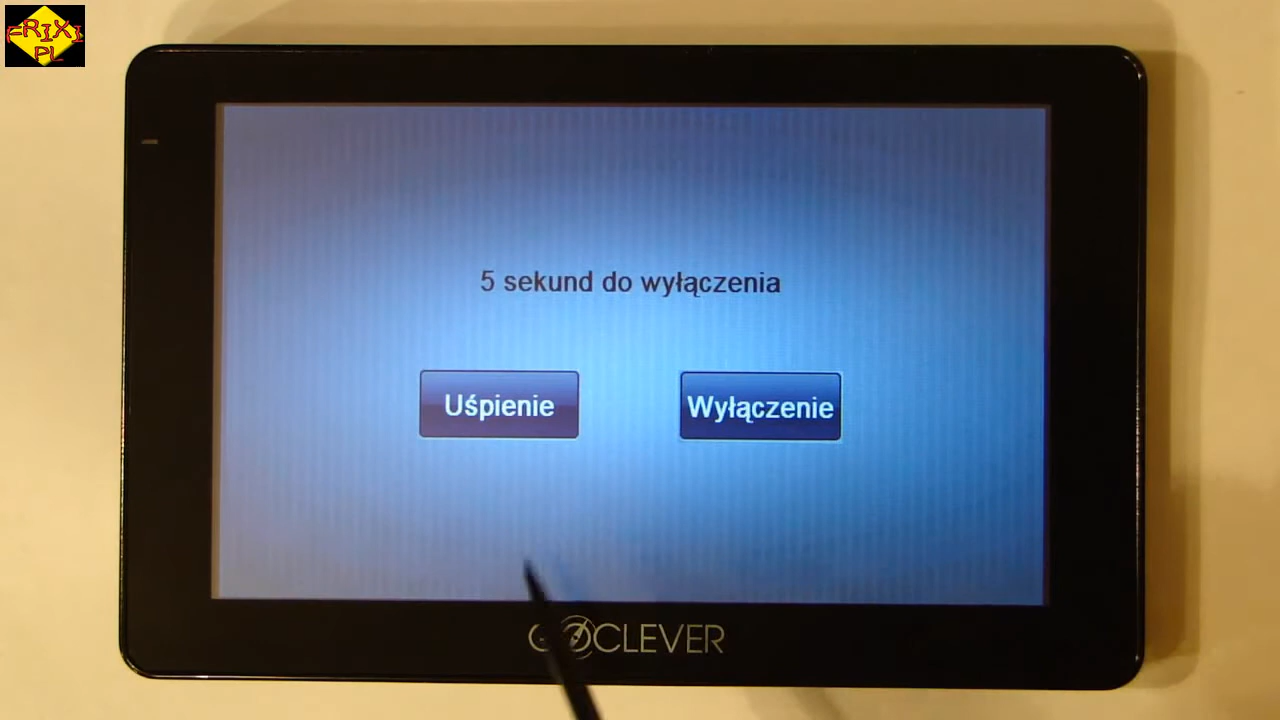 FRIXI
PL
5 sekund do wyłączenia
Uśpienie
Wyłączenie
GOCLEVER